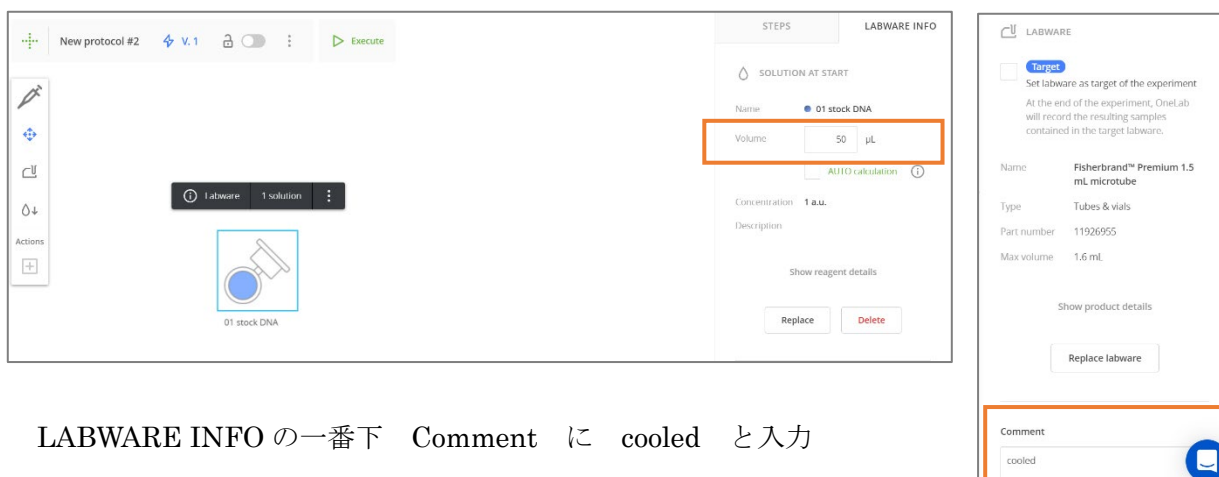 New protocol #2
V. 1
Execute
Actions
Labware 1 solution
01 stock DNA
STEPS LABWARE INFO
SOLUTION AT START
Name 01 stock DNA
Volume 50 µL
AUTO calculation
Concentration 1 a.u.
Description
Show reagent details
Replace Delete
LABWARE
Target
Set labware as target of the experiment
At the end of the experiment, OneLab
will record the resulting samples
contained in the target labware.
Name Fisherbrand™ Premium 1.5
mL microtube
Type Tubes & vials
Part number 11926955
Max volume 1.6 mL
Show product details
Replace labware
Comment
cooled
LABWARE INFO の一番下 Comment に cooled と入力